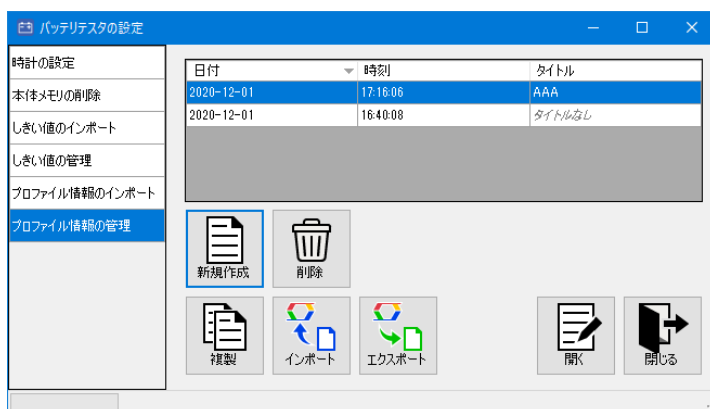 バッテリテスタの設定
時計の設定
本体メモリの削除
しきい値のインポート
しきい値の管理
プロファイル情報のインポート
プロファイル情報の管理
日付 時刻 タイトル
2020-12-01 17:16:06 AAA
2020-12-01 16:40:08 タイトルなし
新規作成 削除
複製 インポート エクスポート 開く 閉じる